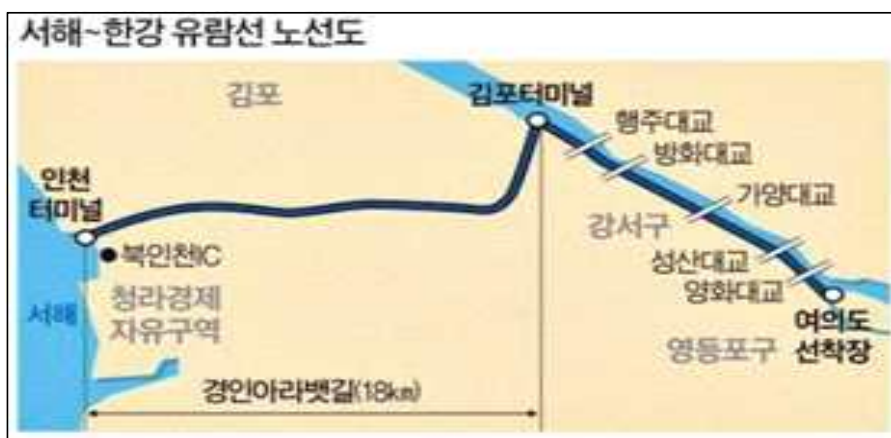 서해~한강 유람선 노선도
김포
김포터미널
행주대교
방화대교
인천
터미널
가양대교
강서구
북인천IC
성산대교
양화대교
서해
청라경제
자유구역
여의도
선착장
영등포구
경인아라뱃길(18km)